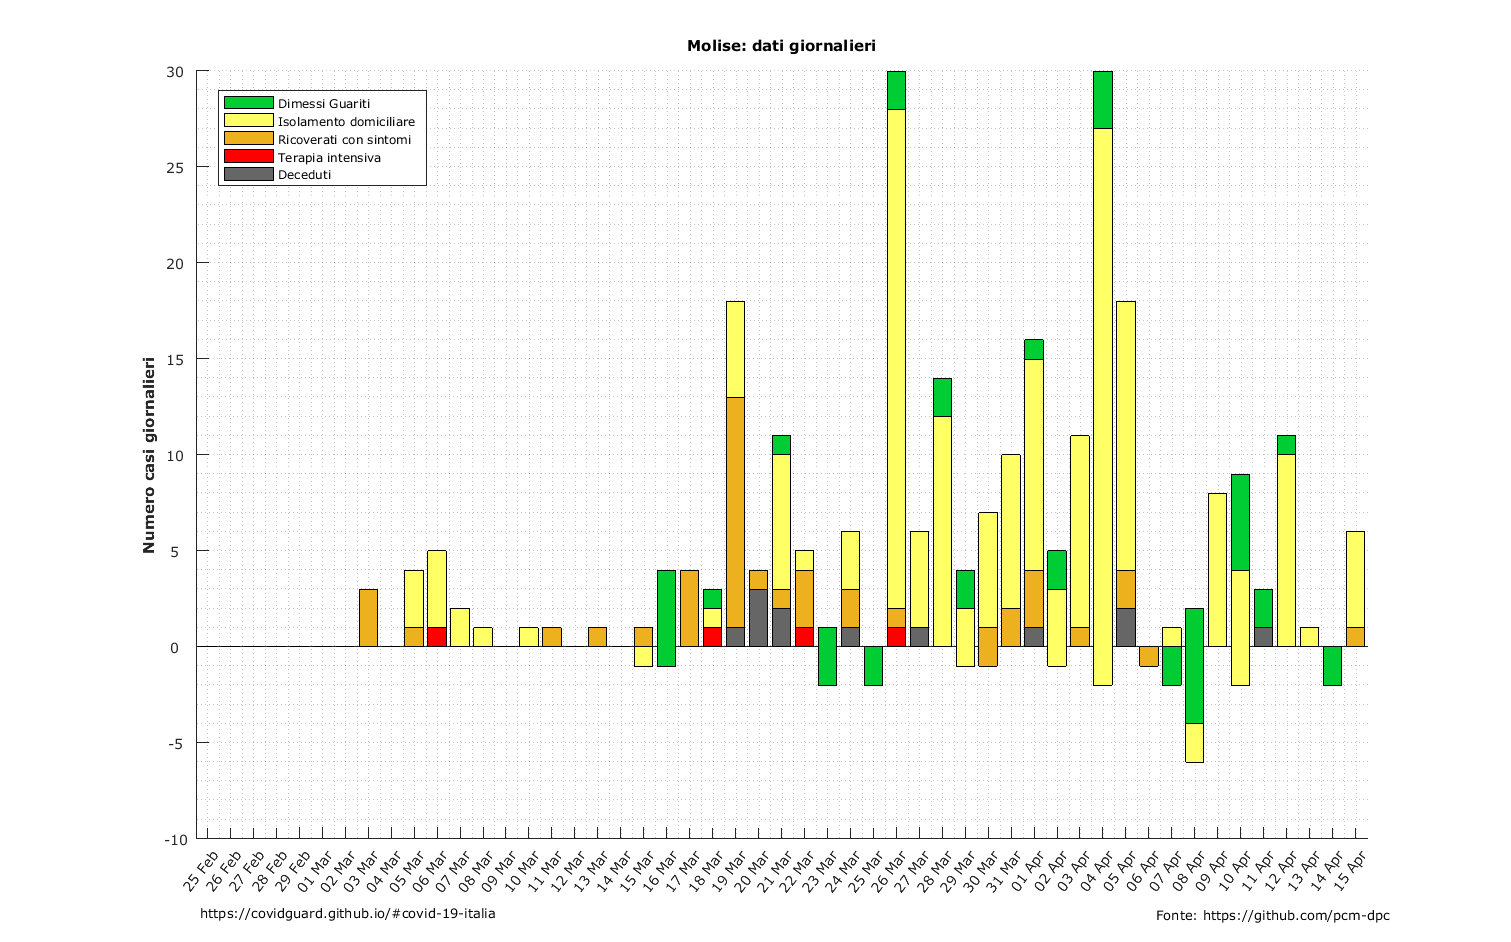 Molise: dati giornalieri
30
25
20
15
10
5
0
-5
-10
Numero casi giornalieri
Dimessi Guariti
Isolamento domiciliare
Ricoverati con sintomi
Terapia intensiva
Deceduti
25 Feb
26 Feb
27 Feb
28 Feb
29 Feb
01 Mar
02 Mar
03 Mar
04 Mar
05 Mar
06 Mar
07 Mar
08 Mar
09 Mar
10 Mar
11 Mar
12 Mar
13 Mar
14 Mar
15 Mar
16 Mar
17 Mar
18 Mar
19 Mar
20 Mar
21 Mar
22 Mar
23 Mar
24 Mar
25 Mar
26 Mar
27 Mar
28 Mar
29 Mar
30 Mar
31 Mar
01 Apr
02 Apr
03 Apr
04 Apr
05 Apr
06 Apr
07 Apr
08 Apr
09 Apr
10 Apr
11 Apr
12 Apr
13 Apr
14 Apr
15 Apr
https://covidguard.github.io/#covid-19-italia
Fonte: https://github.com/pcm-dpc